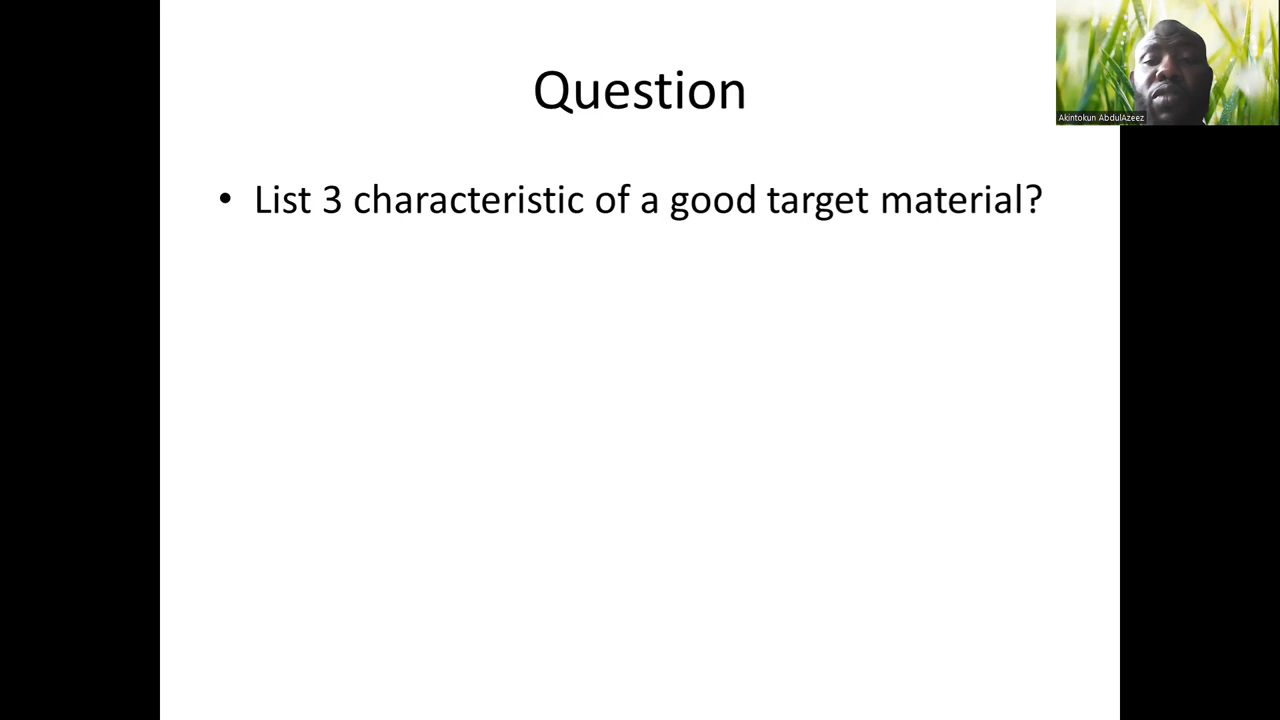 Question
Akintokun AbdulAzeez
• List 3 characteristic of a good target material?